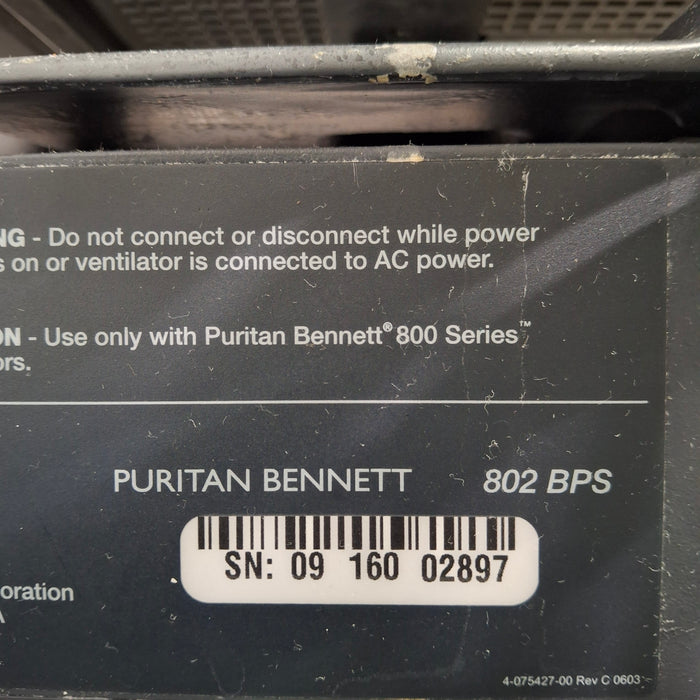 NG - Do not connect or disconnect while power
s on or ventilator is connected to AC power.
ON - Use only with Puritan Bennett® 800 Series™
ors.
PURITAN BENNETT 802 BPS
SN: 09 160 02897
oration
A
4-075427-00 Rev C 0603